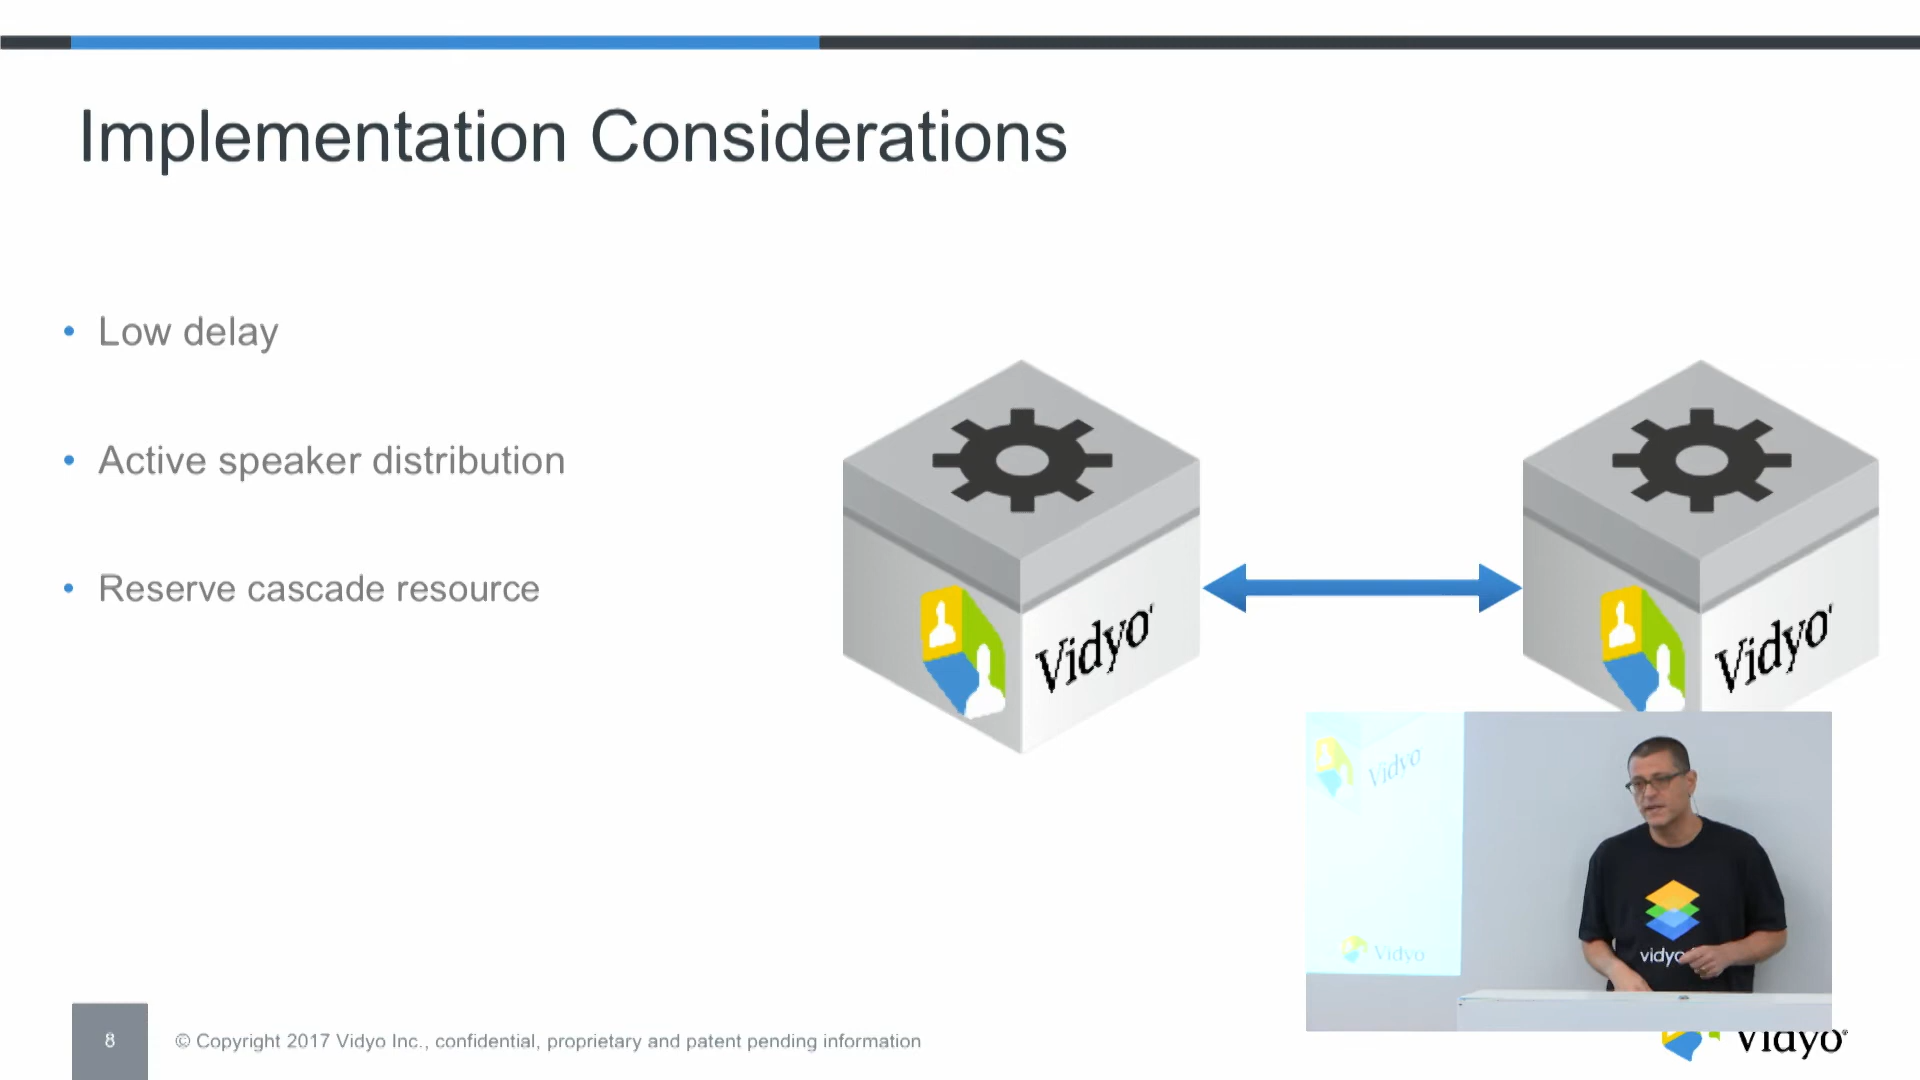 Implementation Considerations
• Low delay
• Active speaker distribution
• Reserve cascade resource
Vidyo
Vidyo
Vidyo
Vidyo
vidyo
8
© Copyright 2017 Vidyo Inc., confidential, proprietary and patent pending information
Vidyo